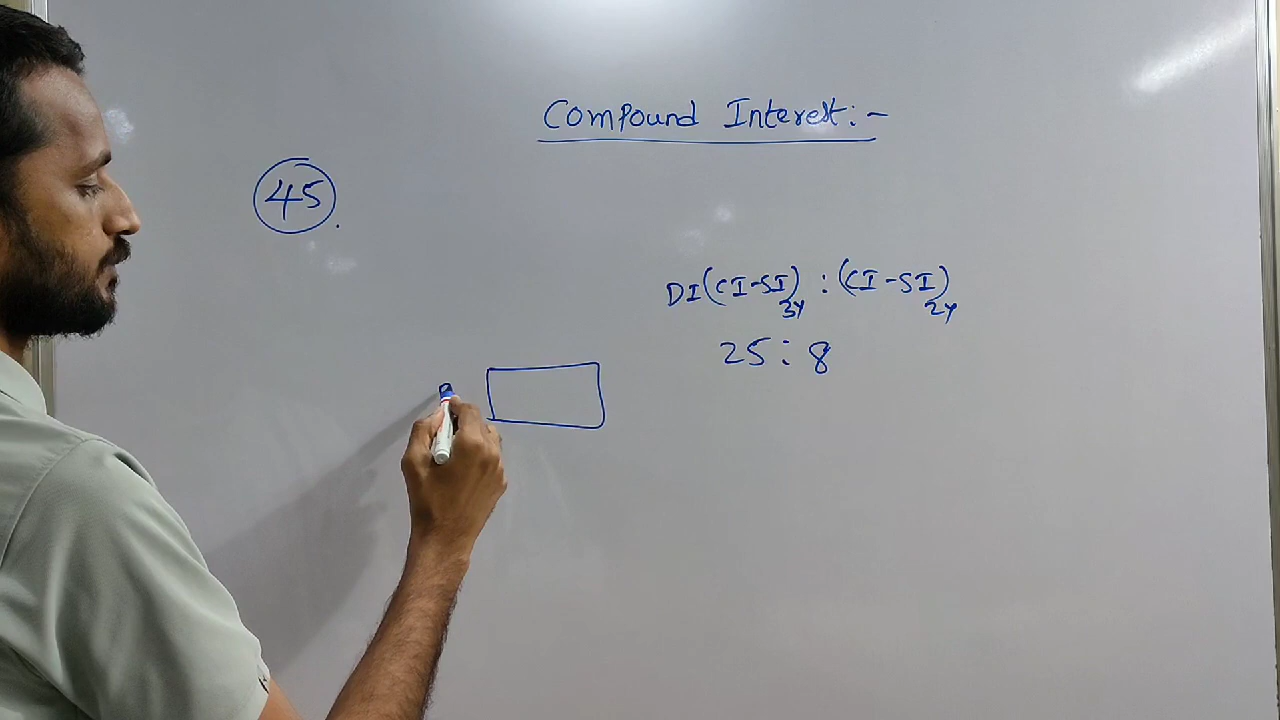 Compound Interest:-
45.
DI(CI-SI)3Y : (CI-SI)2Y
25 : 8